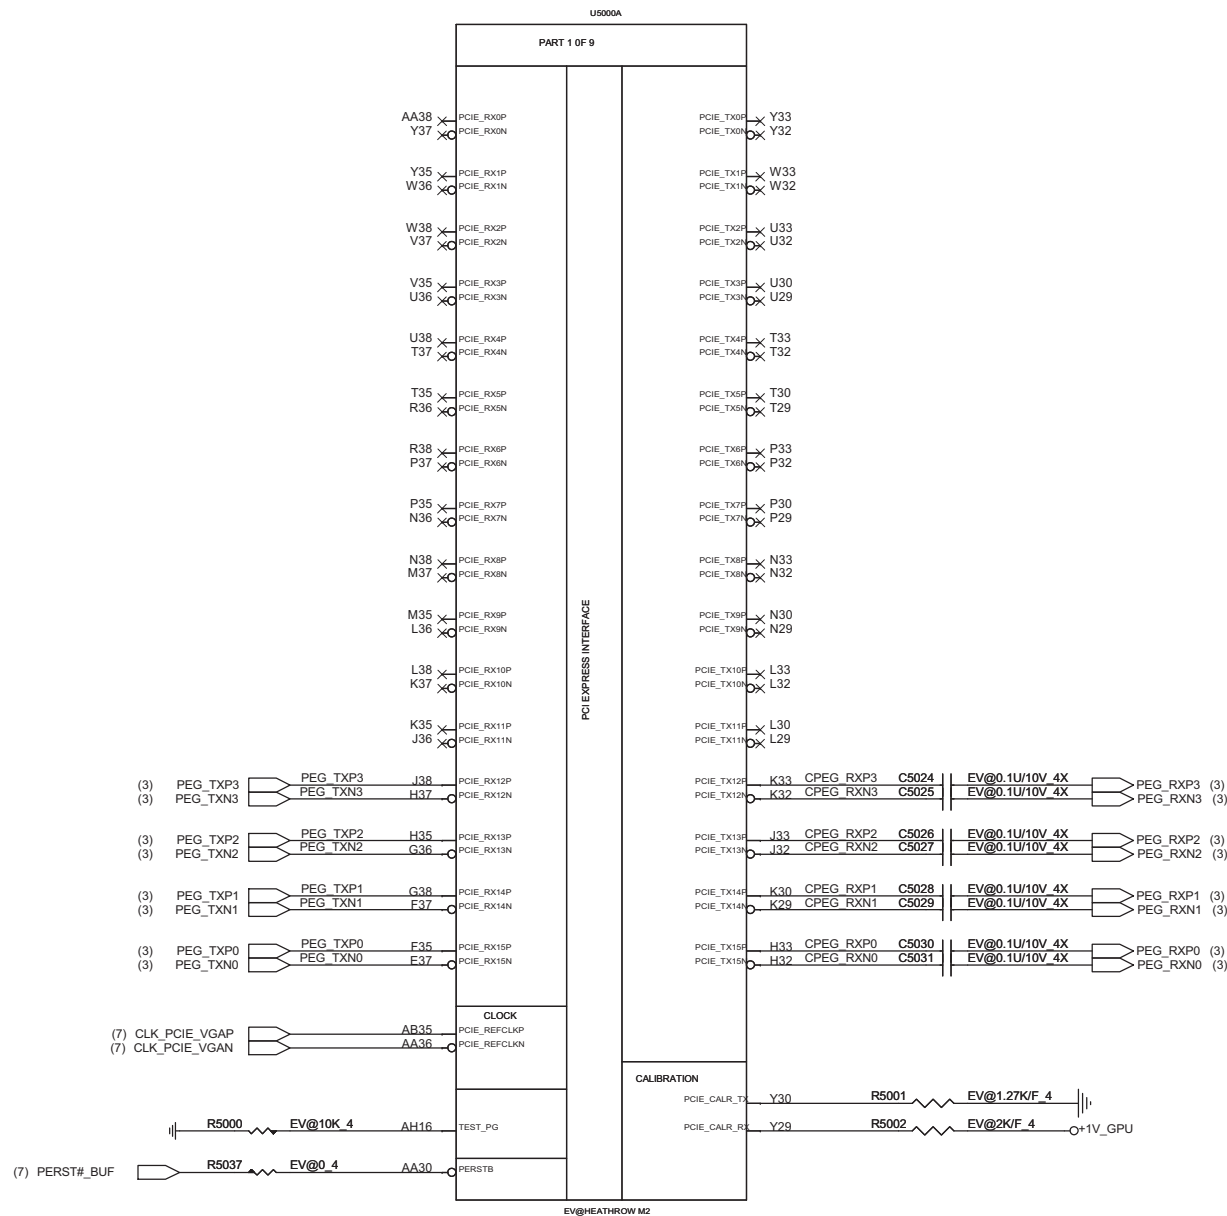 U5000A
PART 1 0F 9
AA38 PCIE_RX0P PCIE_TX0P Y33
Y37 PCIE_RX0N PCIE_TX0N Y32
Y35 PCIE_RX1P PCIE_TX1P W33
W36 PCIE_RX1N PCIE_TX1N W32
W38 PCIE_RX2P PCIE_TX2P U33
V37 PCIE_RX2N PCIE_TX2N U32
V35 PCIE_RX3P PCIE_TX3P U30
U36 PCIE_RX3N PCIE_TX3N U29
U38 PCIE_RX4P PCIE_TX4P T33
T37 PCIE_RX4N PCIE_TX4N T32
T35 PCIE_RX5P PCIE_TX5P T30
R36 PCIE_RX5N PCIE_TX5N T29
R38 PCIE_RX6P PCIE_TX6P P33
P37 PCIE_RX6N PCIE_TX6N P32
P35 PCIE_RX7P PCIE_TX7P P30
N36 PCIE_RX7N PCIE_TX7N P29
N38 PCIE_RX8P PCIE_TX8P N33
M37 PCIE_RX8N PCIE_TX8N N32
M35 PCIE_RX9P PCIE_TX9P N30
L36 PCIE_RX9N PCIE_TX9N N29
PCI EXPRESS INTERFACE
L38 PCIE_RX10P PCIE_TX10P L33
K37 PCIE_RX10N PCIE_TX10N L32
K35 PCIE_RX11P PCIE_TX11P L30
J36 PCIE_RX11N PCIE_TX11N L29
(3) PEG_TXP3 PEG_TXP3 J38 PCIE_RX12P PCIE_TX12P K33 CPEG_RXP3 C5024 EV@0.1U/10V_4X PEG_RXP3 (3)
(3) PEG_TXN3 PEG_TXN3 H37 PCIE_RX12N PCIE_TX12N K32 CPEG_RXN3 C5025 EV@0.1U/10V_4X PEG_RXN3 (3)
(3) PEG_TXP2 PEG_TXP2 H35 PCIE_RX13P PCIE_TX13P J33 CPEG_RXP2 C5026 EV@0.1U/10V_4X PEG_RXP2 (3)
(3) PEG_TXN2 PEG_TXN2 G36 PCIE_RX13N PCIE_TX13N J32 CPEG_RXN2 C5027 EV@0.1U/10V_4X PEG_RXN2 (3)
(3) PEG_TXP1 PEG_TXP1 G38 PCIE_RX14P PCIE_TX14P K30 CPEG_RXP1 C5028 EV@0.1U/10V_4X PEG_RXP1 (3)
(3) PEG_TXN1 PEG_TXN1 F37 PCIE_RX14N PCIE_TX14N K29 CPEG_RXN1 C5029 EV@0.1U/10V_4X PEG_RXN1 (3)
(3) PEG_TXP0 PEG_TXP0 F35 PCIE_RX15P PCIE_TX15P H33 CPEG_RXP0 C5030 EV@0.1U/10V_4X PEG_RXP0 (3)
(3) PEG_TXN0 PEG_TXN0 E37 PCIE_RX15N PCIE_TX15N H32 CPEG_RXN0 C5031 EV@0.1U/10V_4X PEG_RXN0 (3)
CLOCK
(7) CLK_PCIE_VGAP AB35 PCIE_REFCLKP
(7) CLK_PCIE_VGAN AA36 PCIE_REFCLKN
CALIBRATION
PCIE_CALR_TX Y30 R5001 EV@1.27K/F_4
R5000 EV@10K_4 AH16 TEST_PG PCIE_CALR_RX Y29 R5002 EV@2K/F_4 +1V_GPU
(7) PERST#_BUF R5037 EV@0_4 AA30 PERSTB
EV@HEATHROW M2